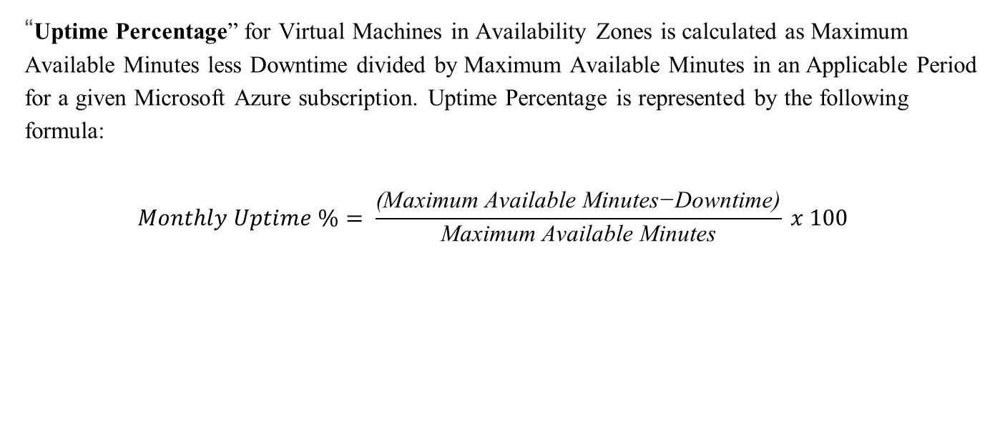 “Uptime Percentage” for Virtual Machines in Availability Zones is calculated as Maximum
Available Minutes less Downtime divided by Maximum Available Minutes in an Applicable Period
for a given Microsoft Azure subscription. Uptime Percentage is represented by the following
formula:
Monthly Uptime % = (Maximum Available Minutes−Downtime) / Maximum Available Minutes x 100